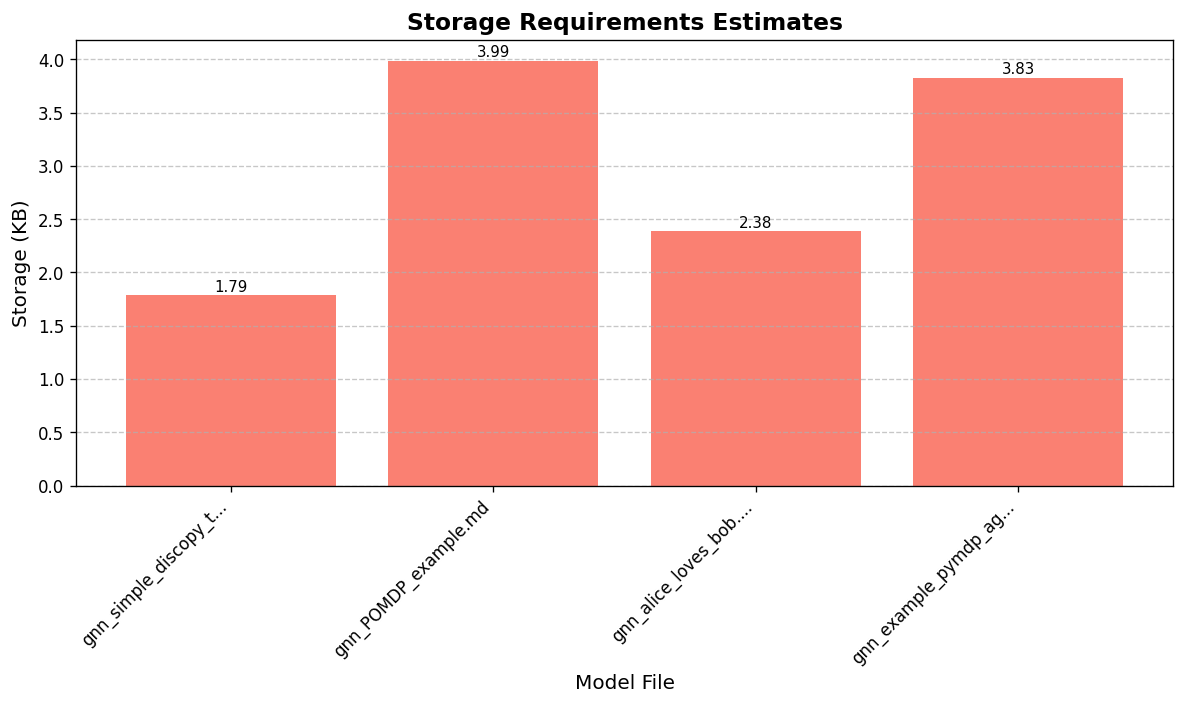 Storage Requirements Estimates
Storage (KB)
4.0
3.5
3.0
2.5
2.0
1.5
1.0
0.5
0.0
1.79
3.99
2.38
3.83
gnn_simple_discopy_t...
gnn_POMDP_example.md
gnn_alice_loves_bob....
gnn_example_pymdp_ag...
Model File